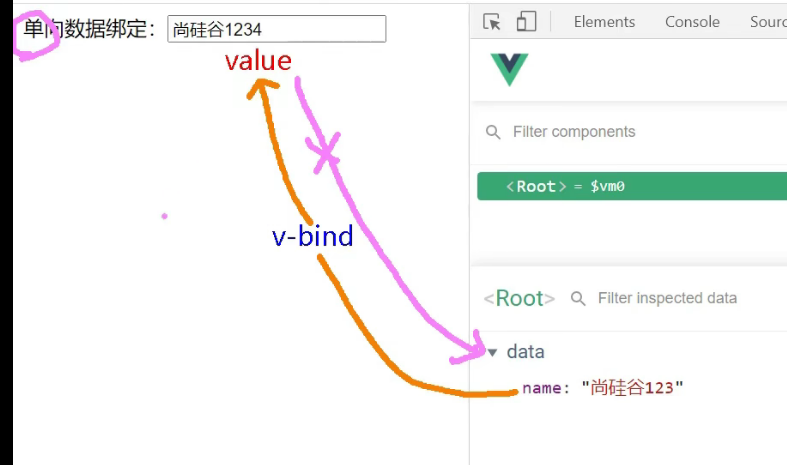 单向数据绑定：尚硅谷1234
value
v-bind
Elements Console Sourc
Filter components
<Root> = $vm0
<Root> Filter inspected data
data
name: "尚硅谷123"